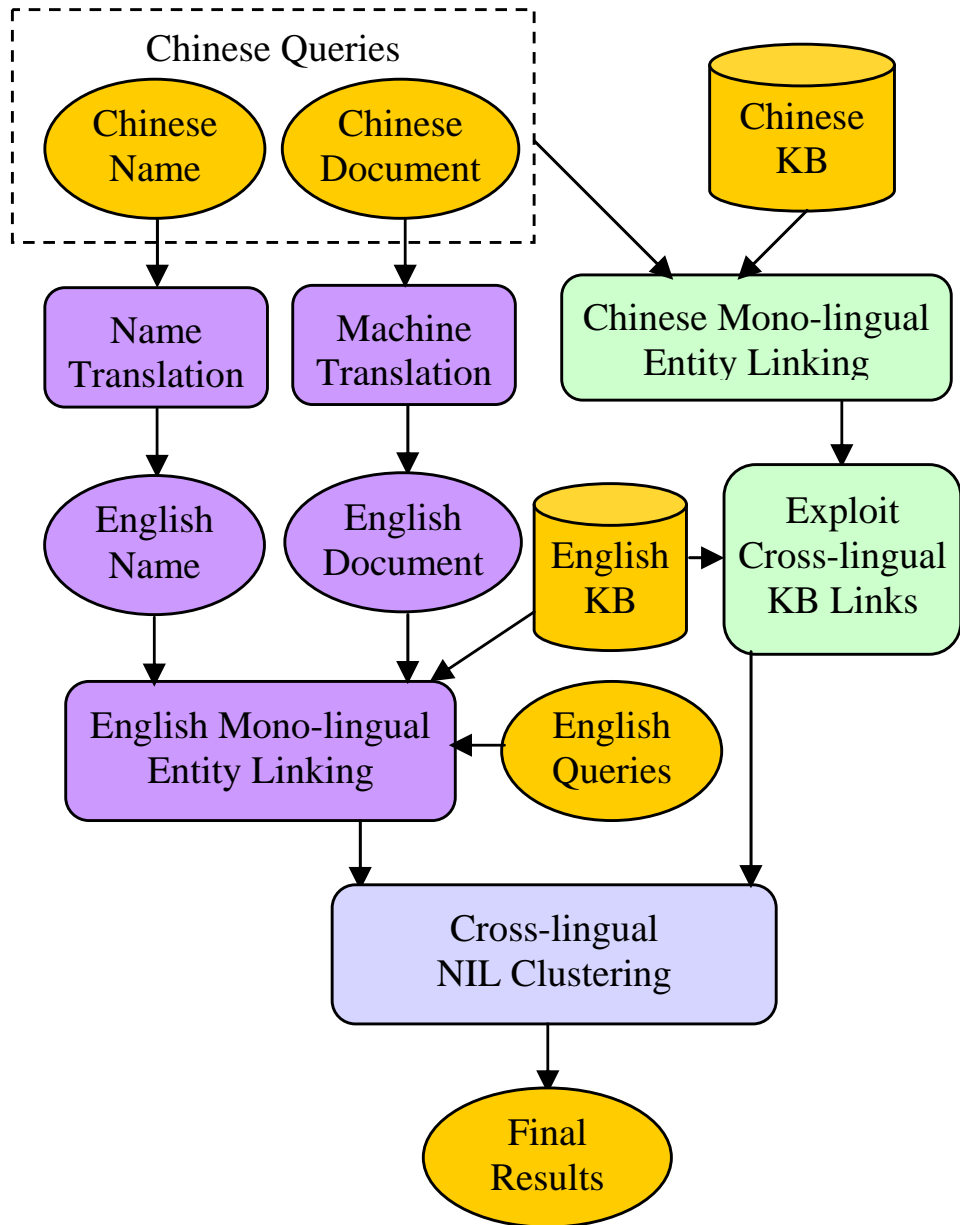 Chinese Queries
Chinese
Name
Chinese
Document
Chinese
KB
Name
Translation
Machine
Translation
Chinese Mono-lingual
Entity Linking
English
Name
English
Document
English
KB
Exploit
Cross-lingual
KB Links
English Mono-lingual
Entity Linking
English
Queries
Cross-lingual
NIL Clustering
Final
Results